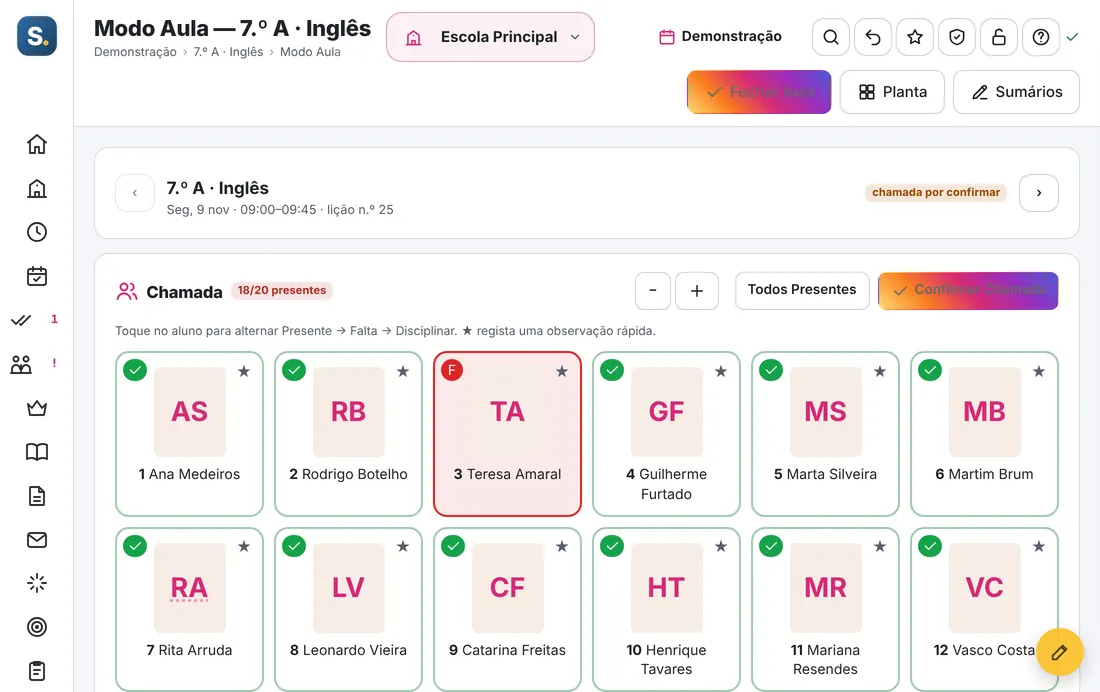 S.
Modo Aula — 7.º A · Inglês
Demonstração › 7.º A · Inglês › Modo Aula
Escola Principal
Demonstração
Fechar Aula
Planta
Sumários
7.º A · Inglês
Seg, 9 nov · 09:00–09:45 · lição n.º 25
chamada por confirmar
Chamada
18/20 presentes
Todos Presentes
Confirmar Chamada
Toque no aluno para alternar Presente → Falta → Disciplinar. ★ regista uma observação rápida.
1
!
F
AS
RB
TA
GF
MS
MB
1 Ana Medeiros
2 Rodrigo Botelho
3 Teresa Amaral
4 Guilherme
Furtado
5 Marta Silveira
6 Martim Brum
RA
LV
CF
HT
MR
VC
7 Rita Arruda
8 Leonardo Vieira
9 Catarina Freitas
10 Henrique
Tavares
11 Mariana
Resendes
12 Vasco Costa